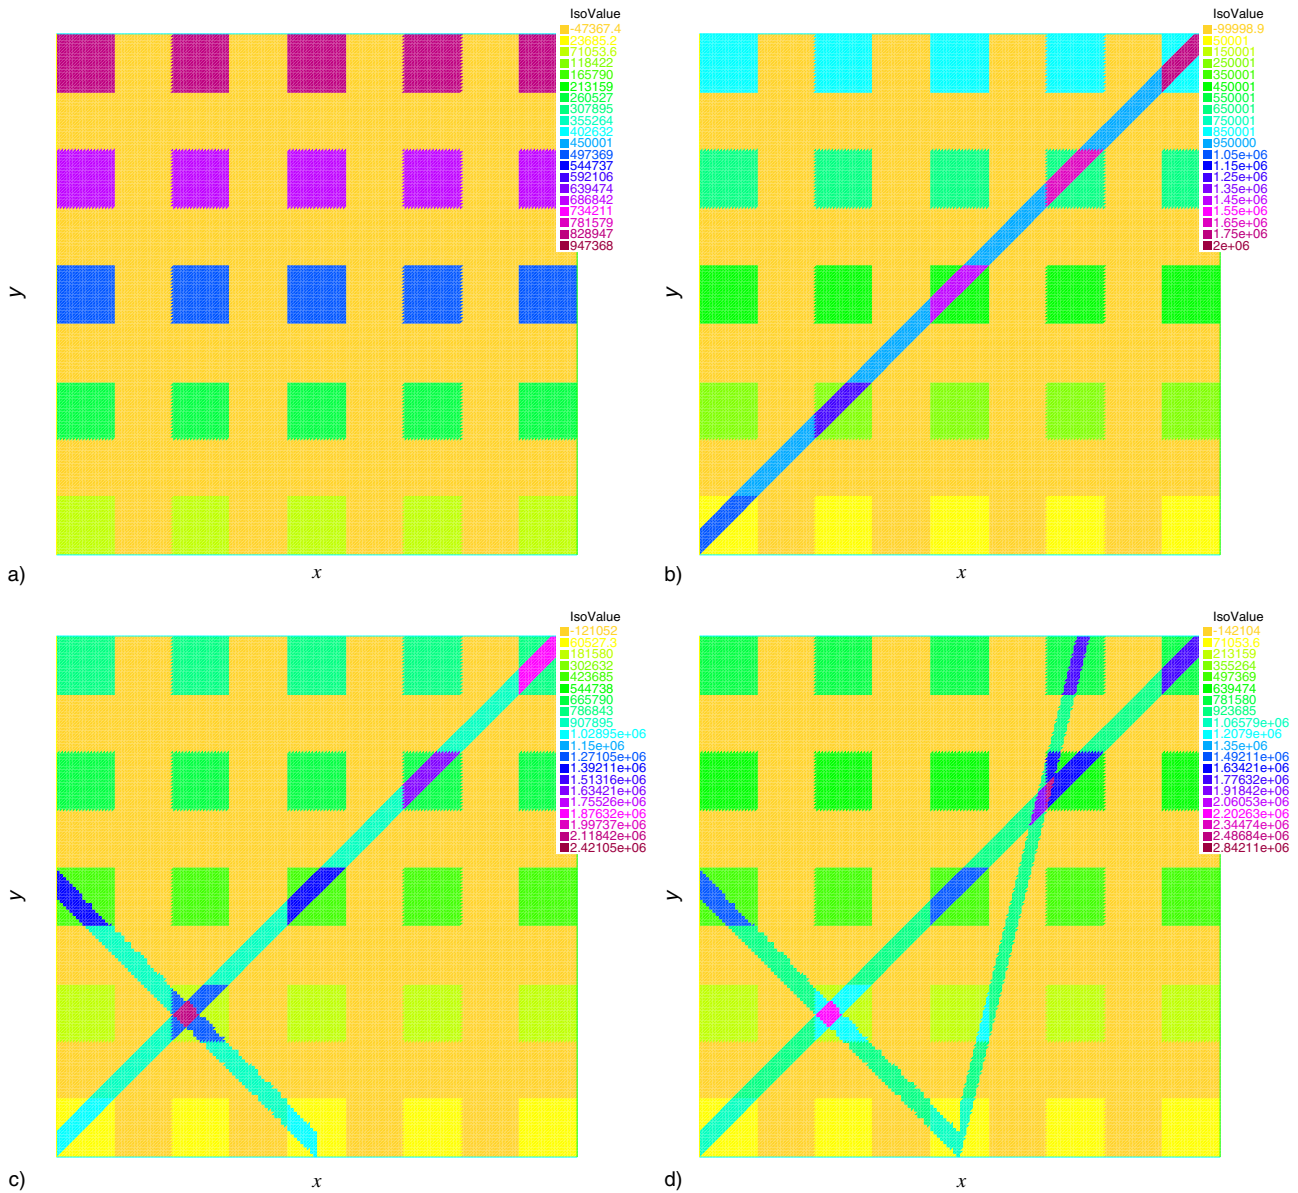 IsoValue
-47367.4
23685.2
71053.6
118422
165790
213159
260527
307895
355264
402632
450001
497369
544737
592106
639474
686842
734211
781579
828947
947368
y
a)
x
IsoValue
-99998.9
50001
150001
250001
350001
450001
550001
650001
750001
850001
950000
1.05e+06
1.15e+06
1.25e+06
1.35e+06
1.45e+06
1.55e+06
1.65e+06
1.75e+06
2e+06
y
b)
x
IsoValue
-121052
60527.3
181580
302632
423685
544738
665790
786843
907895
1.02895e+06
1.15e+06
1.27105e+06
1.39211e+06
1.51316e+06
1.63421e+06
1.75526e+06
1.87632e+06
1.99737e+06
2.11842e+06
2.42105e+06
y
c)
x
IsoValue
-142104
71053.6
213159
355264
497369
639474
781580
923685
1.06579e+06
1.2079e+06
1.35e+06
1.49211e+06
1.63421e+06
1.77632e+06
1.91842e+06
2.06053e+06
2.20263e+06
2.34474e+06
2.48684e+06
2.84211e+06
y
d)
x